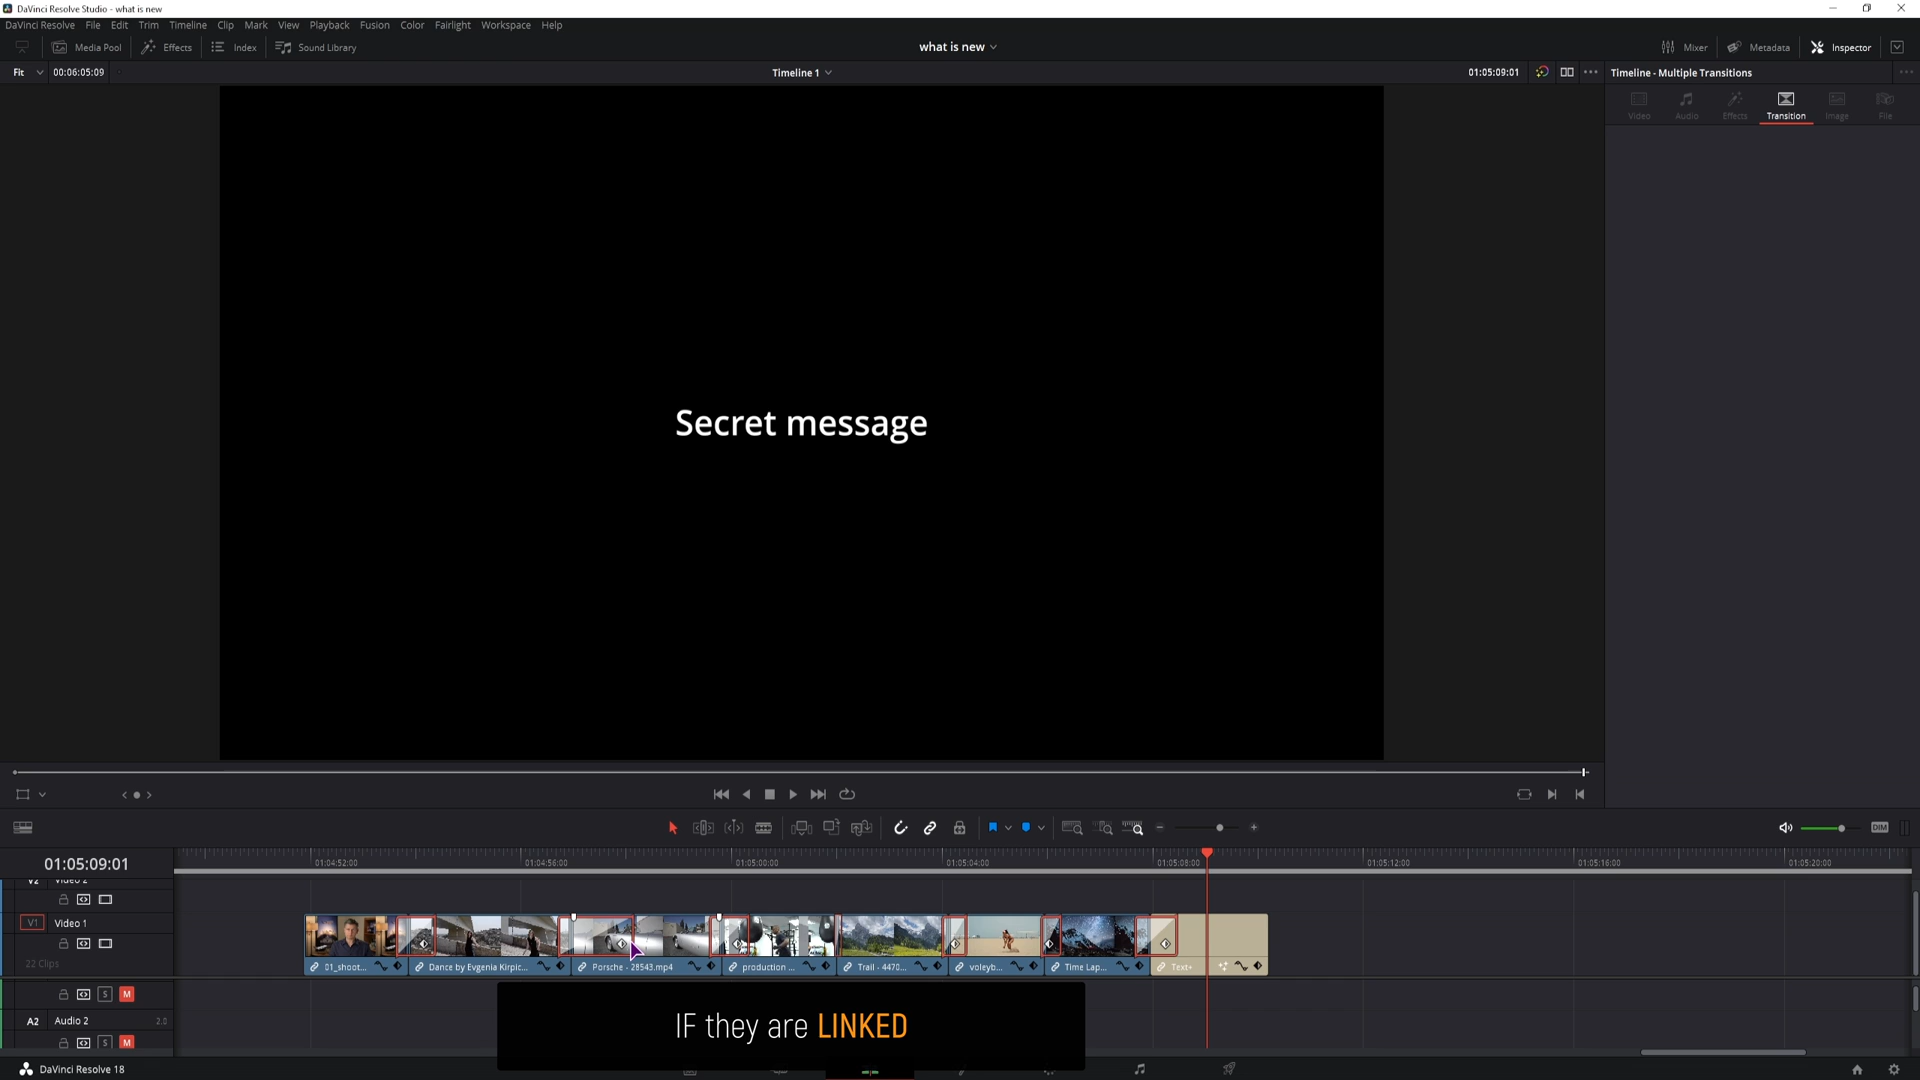 DaVinci Resolve Studio - what is new
DaVinci Resolve File Edit Trim Timeline Clip Mark View Playback Fusion Color Fairlight Workspace Help
Media Pool Effects Index Sound Library what is new Mixer Metadata Inspector
Fit 00:06:05:09 Timeline 1 01:05:09:01 Timeline - Multiple Transitions
Video Audio Effects Transition Image File
Secret message
DIM
01:05:09:01 01:04:52:00 01:04:56:00 01:05:00:00 01:05:04:00 01:05:08:00 01:05:12:00 01:05:16:00 01:05:20:00
V2 Video 2
V1 Video 1
22 Clips
01_shoot... Dance by Evgenia Kirpic... Porsche - 28543.mp4 production ... Trail - 4470... voleyb... Time Lap... Text+
S M
A2 Audio 2 2.0
S M
IF they are LINKED
DaVinci Resolve 18